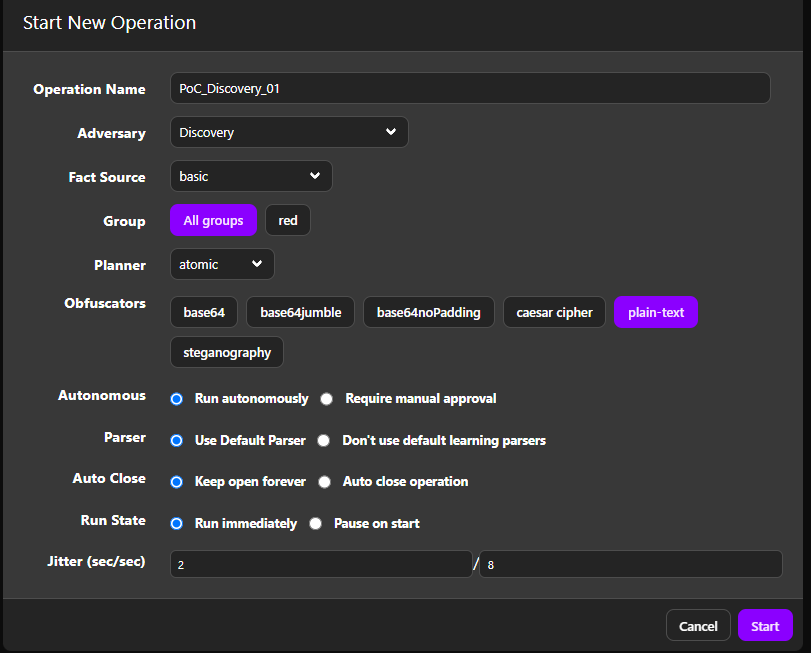 Start New Operation
Operation Name PoC_Discovery_01
Adversary Discovery
Fact Source basic
Group All groups red
Planner atomic
Obfuscators base64 base64jumble base64noPadding caesar cipher plain-text
steganography
Autonomous Run autonomously Require manual approval
Parser Use Default Parser Don't use default learning parsers
Auto Close Keep open forever Auto close operation
Run State Run immediately Pause on start
Jitter (sec/sec) 2 / 8
Cancel Start